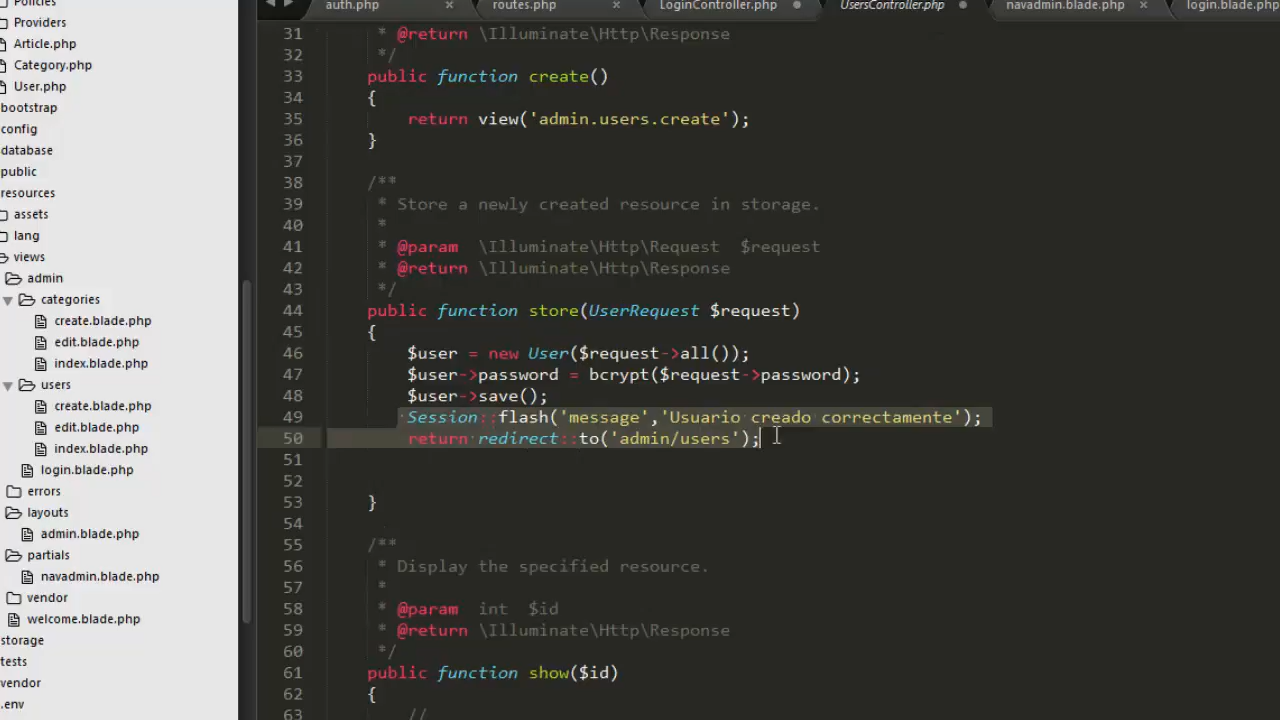 Policies
Providers
Article.php
Category.php
User.php
bootstrap
config
database
public
resources
assets
lang
views
admin
categories
create.blade.php
edit.blade.php
index.blade.php
users
create.blade.php
edit.blade.php
index.blade.php
login.blade.php
errors
layouts
admin.blade.php
partials
navadmin.blade.php
vendor
welcome.blade.php
storage
tests
vendor
.env
auth.php
routes.php
LoginController.php
UsersController.php
navadmin.blade.php
login.blade.php
31 * @return \Illuminate\Http\Response
32 */
33 public function create()
34 {
35 return view('admin.users.create');
36 }
37
38 /**
39 * Store a newly created resource in storage.
40 *
41 * @param \Illuminate\Http\Request $request
42 * @return \Illuminate\Http\Response
43 */
44 public function store(UserRequest $request)
45 {
46 $user = new User($request->all());
47 $user->password = bcrypt($request->password);
48 $user->save();
49 Session::flash('message','Usuario creado correctamente');
50 return redirect::to('admin/users');
51
52
53 }
54
55 /**
56 * Display the specified resource.
57 *
58 * @param int $id
59 * @return \Illuminate\Http\Response
60 */
61 public function show($id)
62 {
63 //